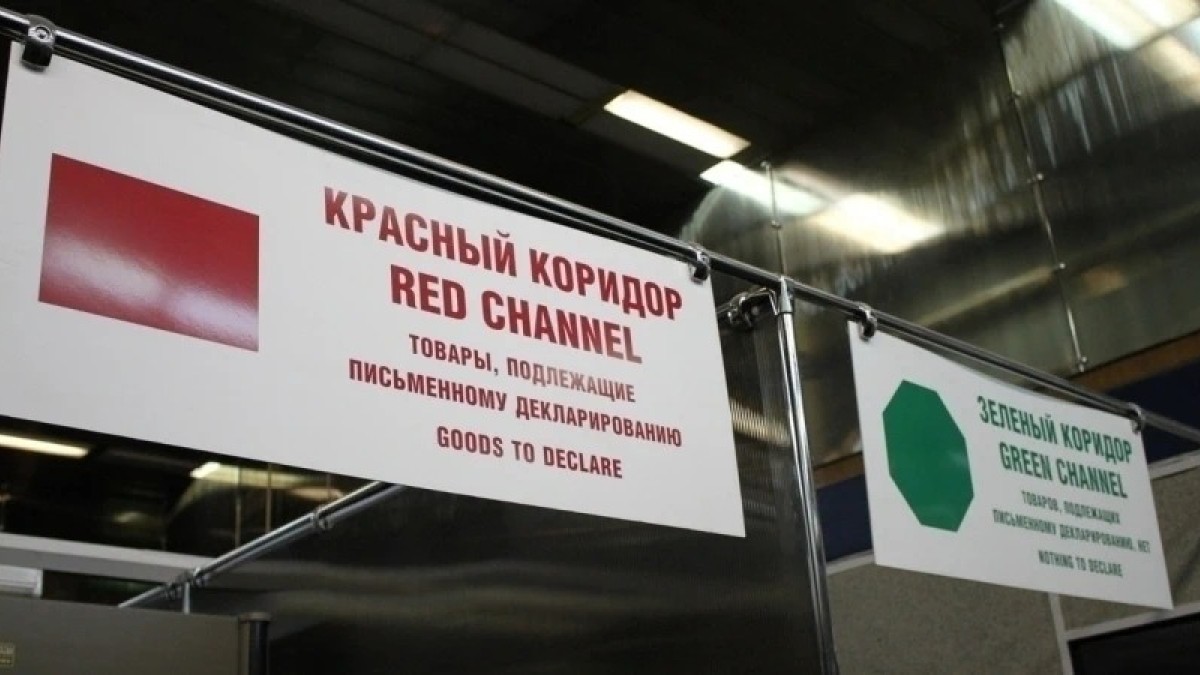 КРАСНЫЙ КОРИДОР
RED CHANNEL
ТОВАРЫ, ПОДЛЕЖАЩИЕ
ПИСЬМЕННОМУ ДЕКЛАРИРОВАНИЮ
GOODS TO DECLARE
ЗЕЛЕНЫЙ КОРИДОР
GREEN CHANNEL
ТОВАРОВ, ПОДЛЕЖАЩИХ
ПИСЬМЕННОМУ ДЕКЛАРИРОВАНИЮ, НЕТ
NOTHING TO DECLARE